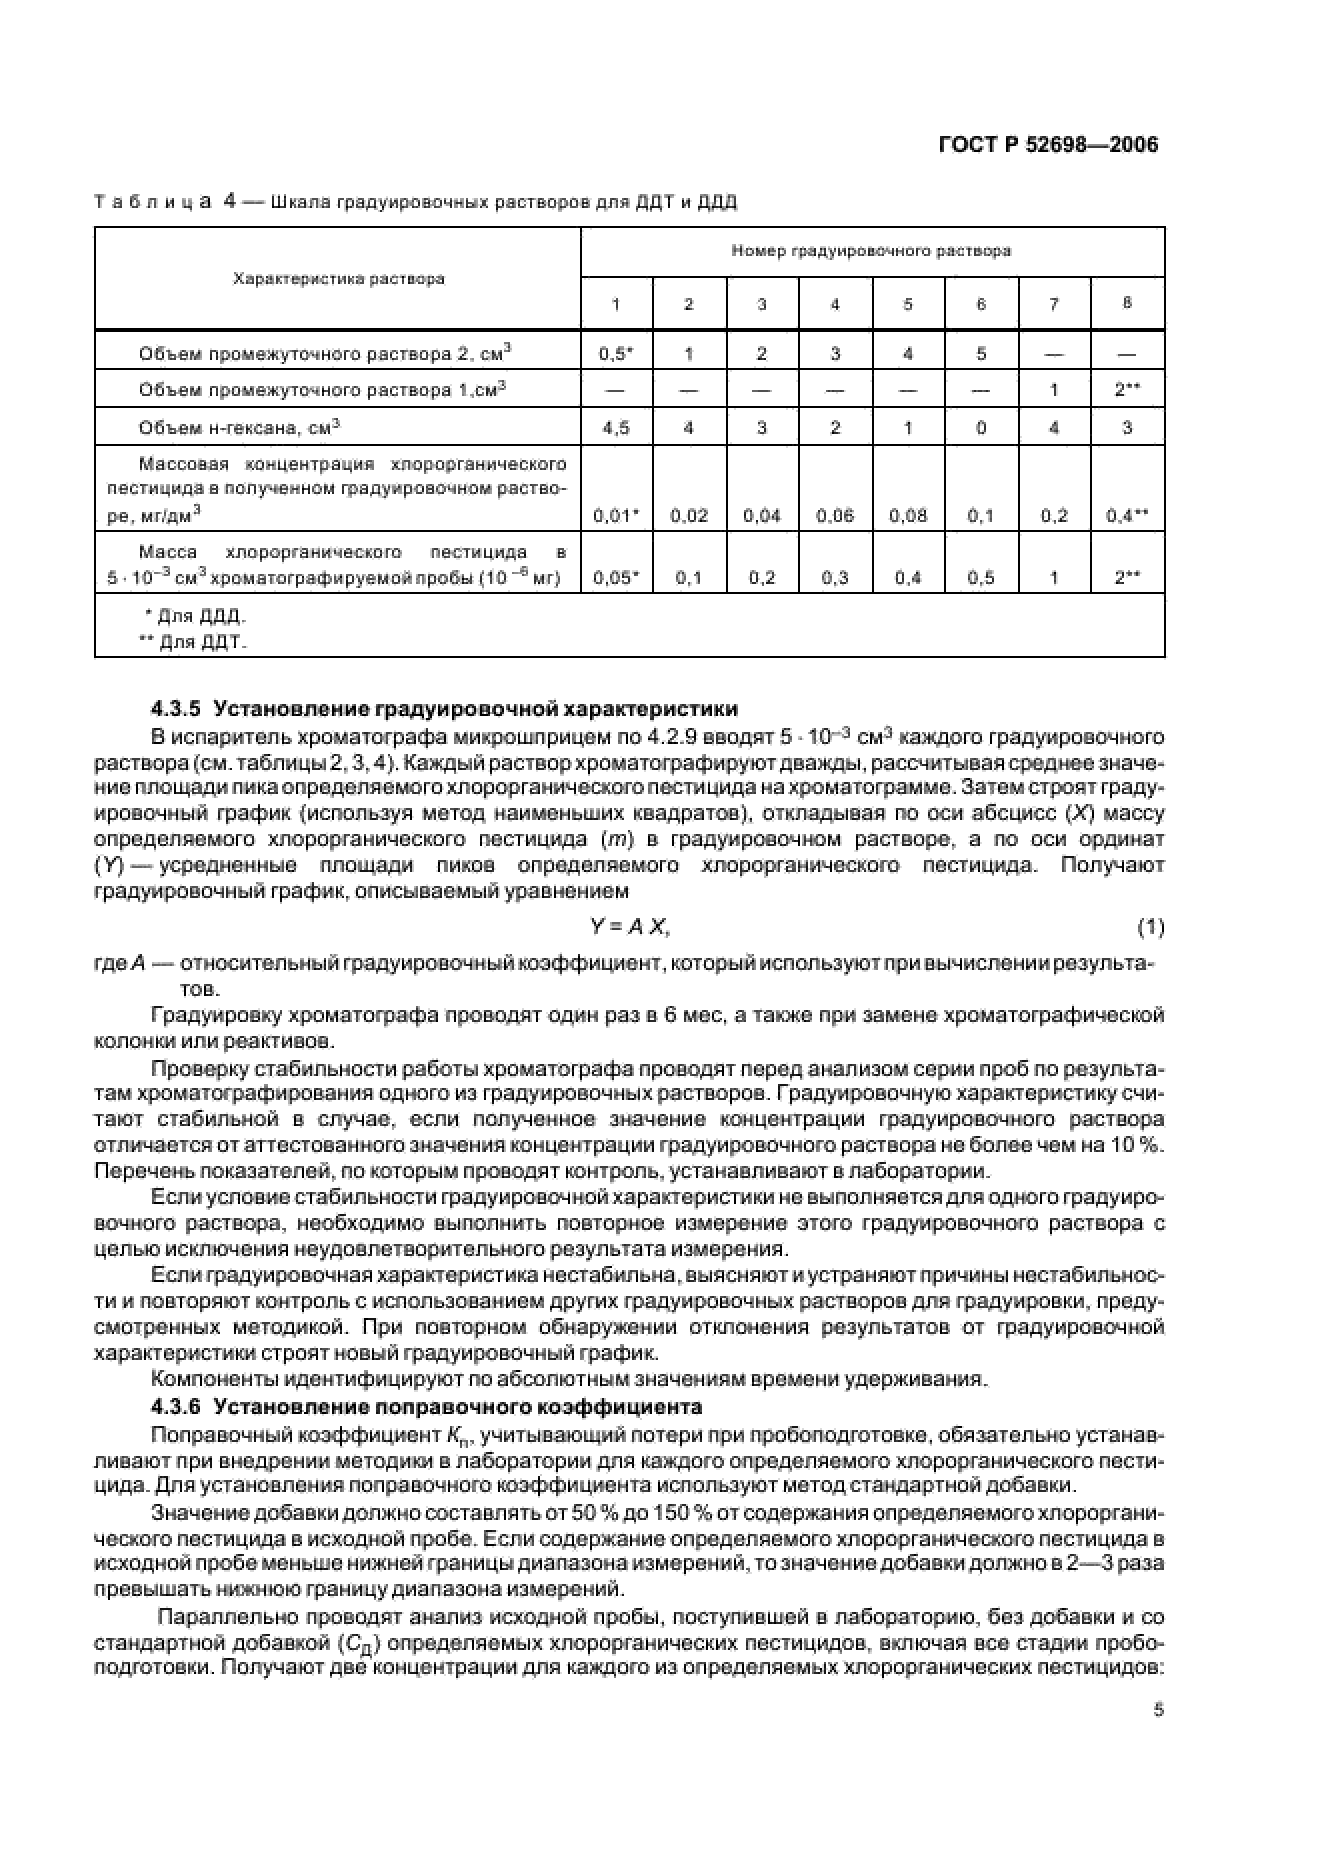 ГОСТ Р 52698—2006
Таблица 4 — Шкала градуировочных растворов для ДДТ и ДДД
Характеристика раствора
Номер градуировочного раствора
1 2 3 4 5 6 7 8
Объем промежуточного раствора 2, см³ 0,5* 1 2 3 4 5 — —
Объем промежуточного раствора 1,см³ — — — — — — 1 2**
Объем н-гексана, см³ 4,5 4 3 2 1 0 4 3
Массовая концентрация хлорорганического
пестицида в полученном градуировочном раство-
ре, мг/дм³ 0,01* 0,02 0,04 0,06 0,08 0,1 0,2 0,4**
Масса хлорорганического пестицида в
5 · 10⁻³ см³ хроматографируемой пробы (10 ⁻⁶ мг) 0,05* 0,1 0,2 0,3 0,4 0,5 1 2**
* Для ДДД.
** Для ДДТ.
4.3.5 Установление градуировочной характеристики
В испаритель хроматографа микрошприцем по 4.2.9 вводят 5 · 10⁻³ см³ каждого градуировочного
раствора (см. таблицы 2, 3, 4). Каждый раствор хроматографируют дважды, рассчитывая среднее значе-
ние площади пика определяемого хлорорганического пестицида на хроматограмме. Затем строят граду-
ировочный график (используя метод наименьших квадратов), откладывая по оси абсцисс (X) массу
определяемого хлорорганического пестицида (m) в градуировочном растворе, а по оси ординат
(Y) — усредненные площади пиков определяемого хлорорганического пестицида. Получают
градуировочный график, описываемый уравнением
Y = A X, (1)
где A — относительный градуировочный коэффициент, который используют при вычислении результа-
тов.
Градуировку хроматографа проводят один раз в 6 мес, а также при замене хроматографической
колонки или реактивов.
Проверку стабильности работы хроматографа проводят перед анализом серии проб по результа-
там хроматографирования одного из градуировочных растворов. Градуировочную характеристику счи-
тают стабильной в случае, если полученное значение концентрации градуировочного раствора
отличается от аттестованного значения концентрации градуировочного раствора не более чем на 10 %.
Перечень показателей, по которым проводят контроль, устанавливают в лаборатории.
Если условие стабильности градуировочной характеристики не выполняется для одного градуиро-
вочного раствора, необходимо выполнить повторное измерение этого градуировочного раствора с
целью исключения неудовлетворительного результата измерения.
Если градуировочная характеристика нестабильна, выясняют и устраняют причины нестабильнос-
ти и повторяют контроль с использованием других градуировочных растворов для градуировки, преду-
смотренных методикой. При повторном обнаружении отклонения результатов от градуировочной
характеристики строят новый градуировочный график.
Компоненты идентифицируют по абсолютным значениям времени удерживания.
4.3.6 Установление поправочного коэффициента
Поправочный коэффициент Kп, учитывающий потери при пробоподготовке, обязательно устанав-
ливают при внедрении методики в лаборатории для каждого определяемого хлорорганического пести-
цида. Для установления поправочного коэффициента используют метод стандартной добавки.
Значение добавки должно составлять от 50 % до 150 % от содержания определяемого хлороргани-
ческого пестицида в исходной пробе. Если содержание определяемого хлорорганического пестицида в
исходной пробе меньше нижней границы диапазона измерений, то значение добавки должно в 2—3 раза
превышать нижнюю границу диапазона измерений.
Параллельно проводят анализ исходной пробы, поступившей в лабораторию, без добавки и со
стандартной добавкой (CД) определяемых хлорорганических пестицидов, включая все стадии пробо-
подготовки. Получают две концентрации для каждого из определяемых хлорорганических пестицидов:
5